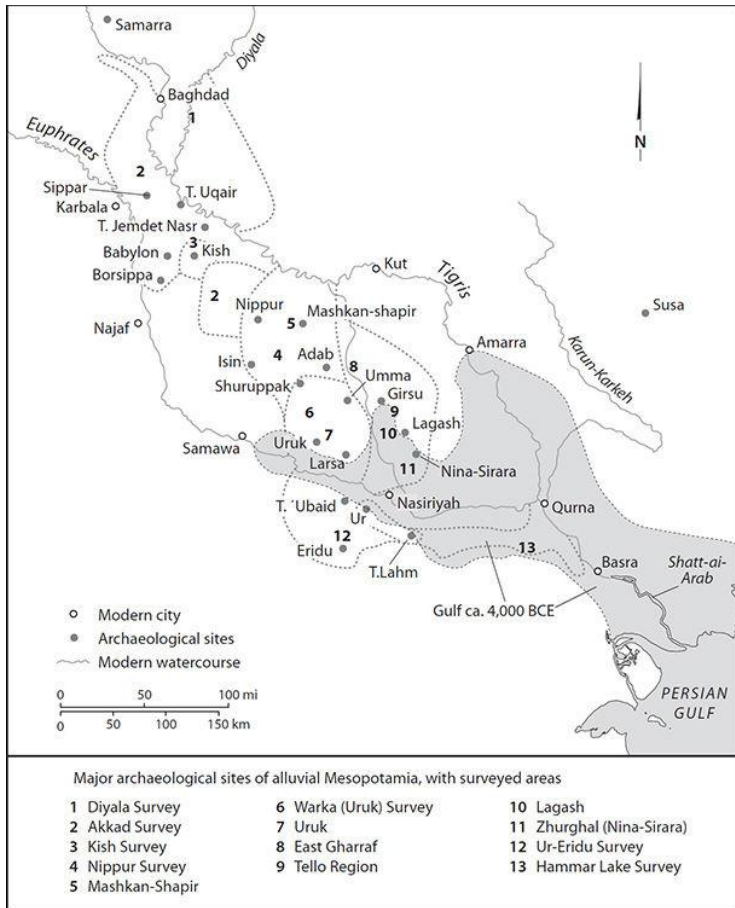 Samarra
Diyala
Baghdad
1
Euphrates
2
Sippar
T. Uqair
Karbala
T. Jemdet Nasr
3
Babylon
Kish
Borsippa
Kut
Tigris
N
2
Nippur
Mashkan-shapir
5
Susa
Najaf
Amarra
Karun-Karkeh
Isin
4
Adab
8
Shuruppak
Umma
Girsu
6
9
Lagash
10
Uruk
7
Samawa
Larsa
11
Nina-Sirara
T. ´Ubaid
Nasiriyah
Qurna
Ur
12
Eridu
T.Lahm
13
Basra
Shatt-ai-
Arab
Gulf ca. 4,000 BCE
Modern city
Archaeological sites
Modern watercourse
0 50 100 mi
0 50 100 150 km
PERSIAN
GULF
Major archaeological sites of alluvial Mesopotamia, with surveyed areas
1 Diyala Survey
2 Akkad Survey
3 Kish Survey
4 Nippur Survey
5 Mashkan-Shapir
6 Warka (Uruk) Survey
7 Uruk
8 East Gharraf
9 Tello Region
10 Lagash
11 Zhurghal (Nina-Sirara)
12 Ur-Eridu Survey
13 Hammar Lake Survey